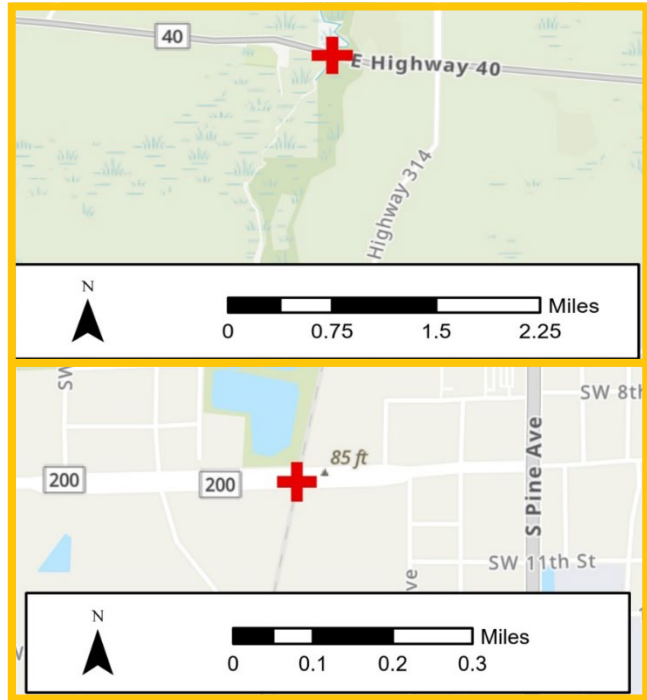 40
E Highway 40
Highway 314
N
Miles
0 0.75 1.5 2.25
SW
SW 8th
85 ft
200 200
S Pine Ave
SW 11th St
N
Miles
0 0.1 0.2 0.3